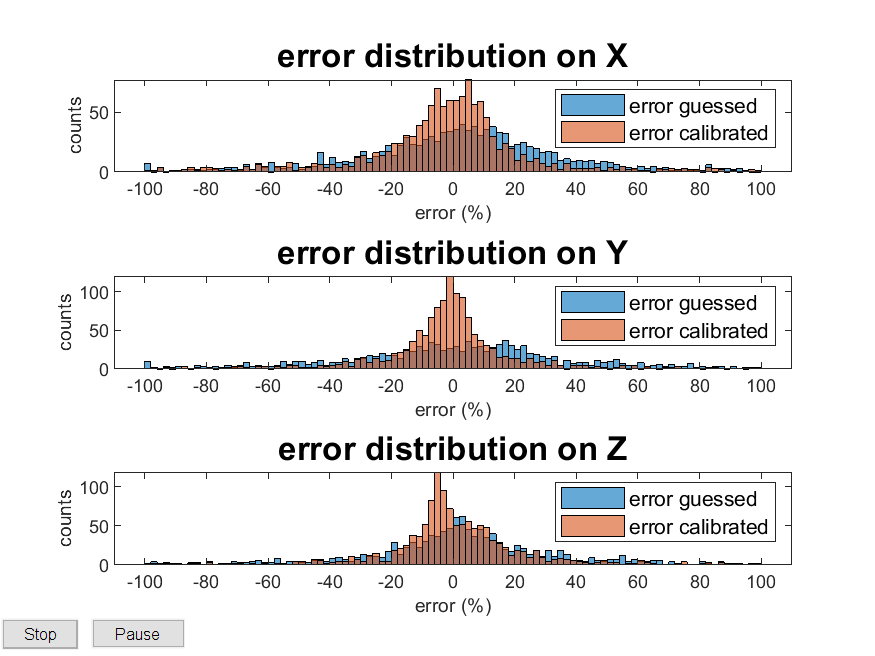 error distribution on X
50
0
counts
error guessed
error calibrated
-100 -80 -60 -40 -20 0 20 40 60 80 100
error (%)
error distribution on Y
100
50
0
counts
error guessed
error calibrated
-100 -80 -60 -40 -20 0 20 40 60 80 100
error (%)
error distribution on Z
100
50
0
counts
error guessed
error calibrated
-100 -80 -60 -40 -20 0 20 40 60 80 100
error (%)
Stop Pause